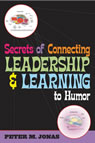 Secrets of Connecting
LEADERSHIP
& LEARNING
to Humor
PETER M. JONAS